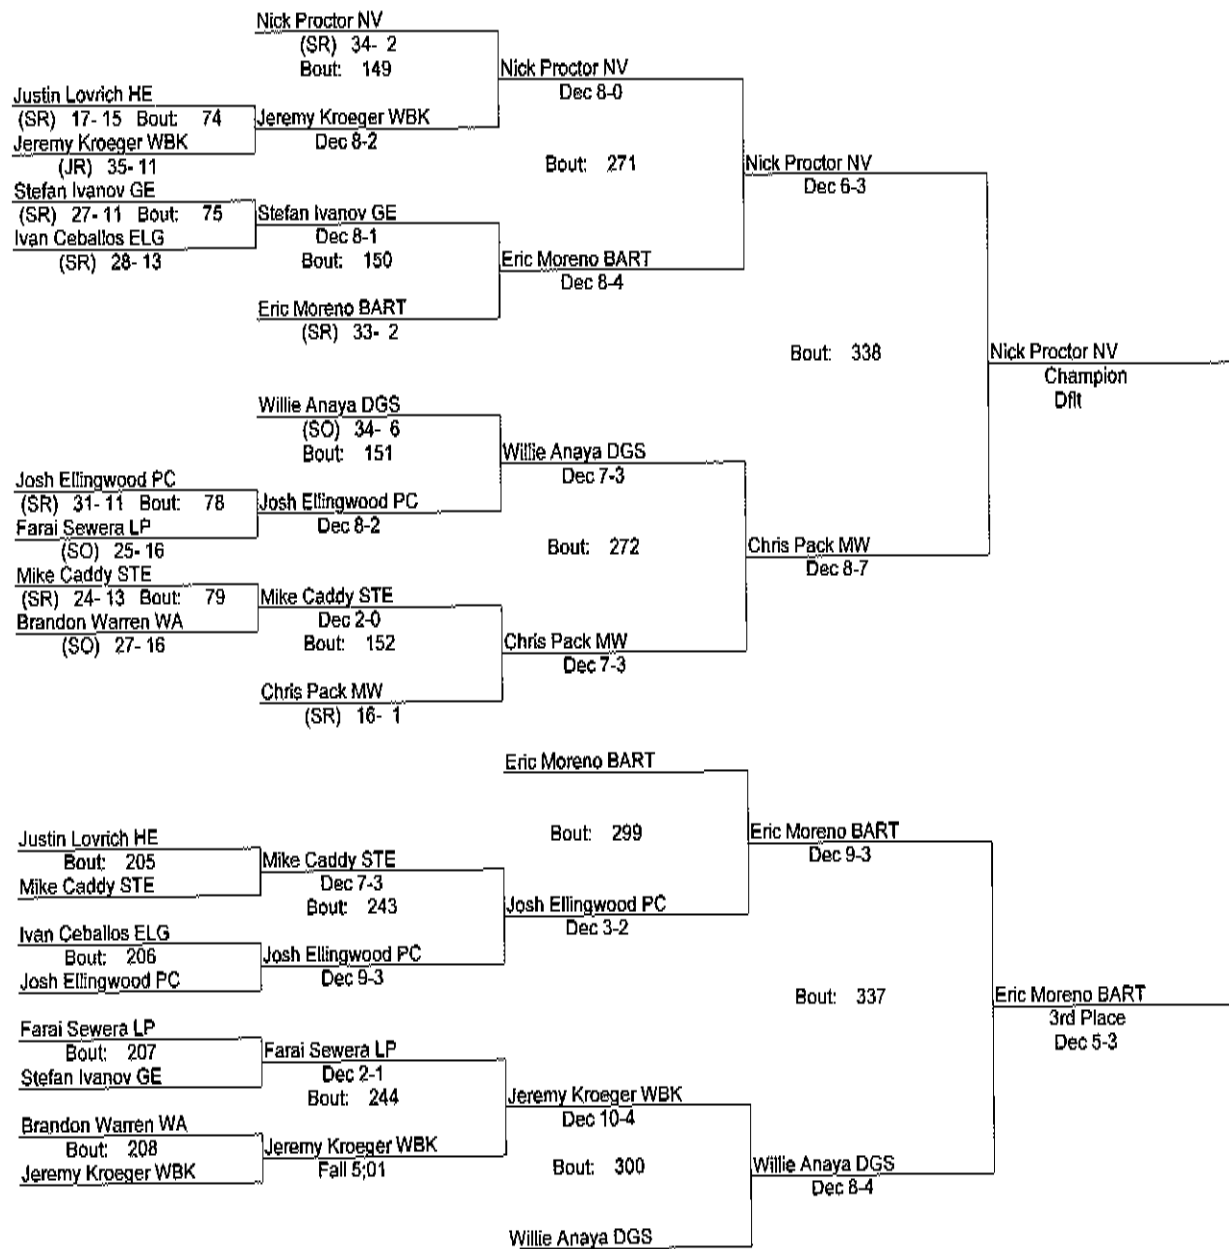 Nick Proctor NV
(SR) 34- 2
Bout: 149
Nick Proctor NV
Dec 8-0
Justin Lovrich HE
(SR) 17- 15 Bout: 74
Jeremy Kroeger WBK
Dec 8-2
Jeremy Kroeger WBK
(JR) 35- 11
Bout: 271
Nick Proctor NV
Dec 6-3
Stefan Ivanov GE
(SR) 27- 11 Bout: 75
Stefan Ivanov GE
Dec 8-1
Ivan Ceballos ELG
(SR) 28- 13
Bout: 150
Eric Moreno BART
Dec 8-4
Eric Moreno BART
(SR) 33- 2
Bout: 338
Nick Proctor NV
Champion
Dflt
Willie Anaya DGS
(SO) 34- 6
Bout: 151
Willie Anaya DGS
Dec 7-3
Josh Ellingwood PC
(SR) 31- 11 Bout: 78
Josh Ellingwood PC
Dec 8-2
Farai Sewera LP
(SO) 25- 16
Bout: 272
Chris Pack MW
Dec 8-7
Mike Caddy STE
(SR) 24- 13 Bout: 79
Mike Caddy STE
Dec 2-0
Brandon Warren WA
(SO) 27- 16
Bout: 152
Chris Pack MW
Dec 7-3
Chris Pack MW
(SR) 16- 1
Eric Moreno BART
Bout: 299
Eric Moreno BART
Dec 9-3
Justin Lovrich HE
Bout: 205
Mike Caddy STE
Mike Caddy STE
Dec 7-3
Bout: 243
Josh Ellingwood PC
Dec 3-2
Ivan Ceballos ELG
Bout: 206
Josh Ellingwood PC
Josh Ellingwood PC
Dec 9-3
Bout: 337
Eric Moreno BART
3rd Place
Dec 5-3
Farai Sewera LP
Bout: 207
Stefan Ivanov GE
Farai Sewera LP
Dec 2-1
Bout: 244
Jeremy Kroeger WBK
Dec 10-4
Brandon Warren WA
Bout: 208
Jeremy Kroeger WBK
Jeremy Kroeger WBK
Fall 5;01
Bout: 300
Willie Anaya DGS
Dec 8-4
Willie Anaya DGS